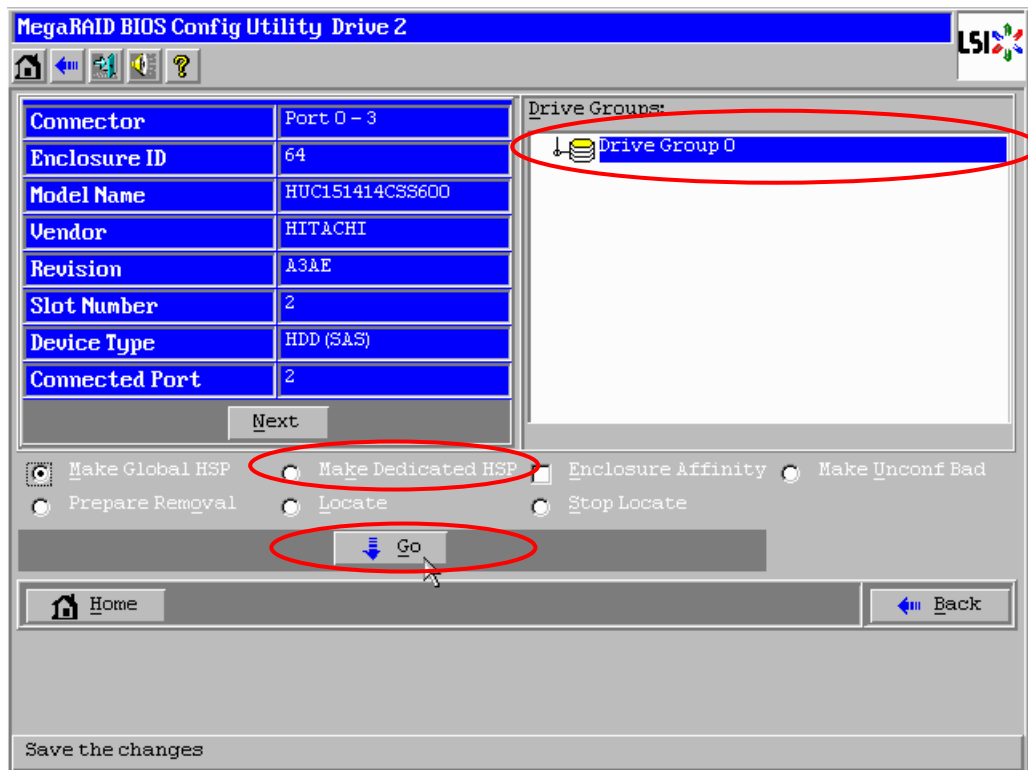 MegaRAID BIOS Config Utility Drive 2
LSI
Connector Port 0 - 3
Enclosure ID 64
Model Name HUC151414CSS600
Vendor HITACHI
Revision A3AE
Slot Number 2
Device Type HDD (SAS)
Connected Port 2
Next
Drive Groups:
Drive Group 0
Make Global HSP Make Dedicated HSP Enclosure Affinity Make Unconf Bad
Prepare Removal Locate Stop Locate
Go
Home Back
Save the changes